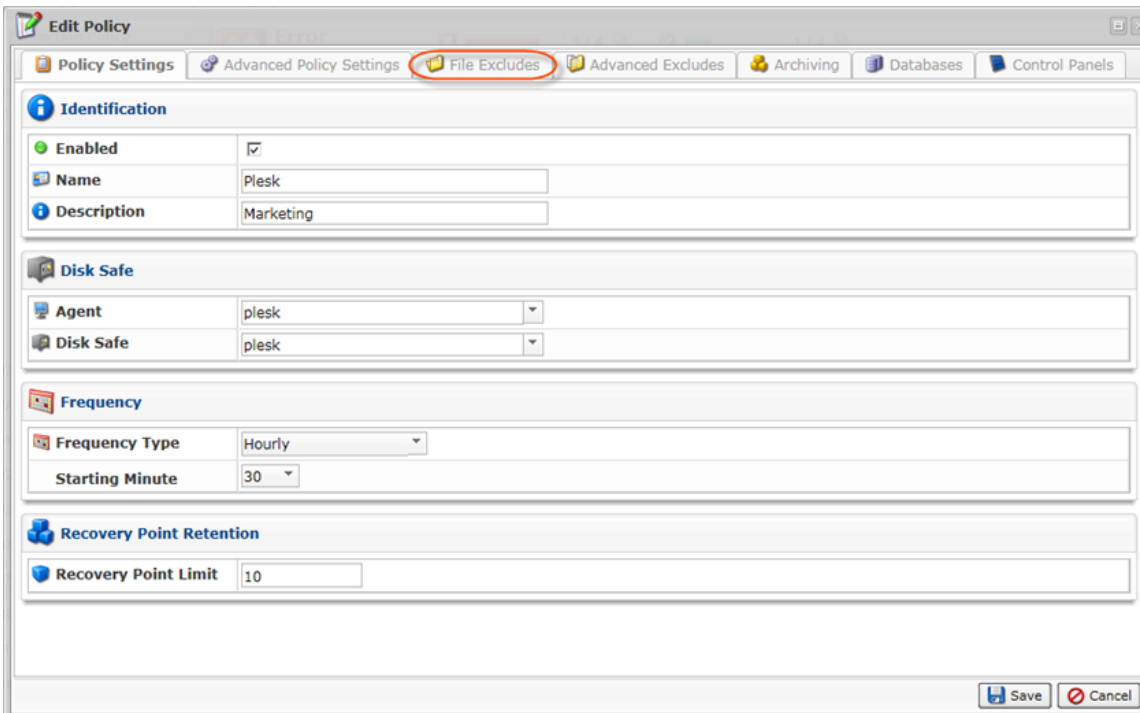 Edit Policy
Error
Policy Settings
Advanced Policy Settings
File Excludes
Advanced Excludes
Archiving
Databases
Control Panels
Identification
Enabled
Name Plesk
Description Marketing
Disk Safe
Agent plesk
Disk Safe plesk
Frequency
Frequency Type Hourly
Starting Minute 30
Recovery Point Retention
Recovery Point Limit 10
Save Cancel